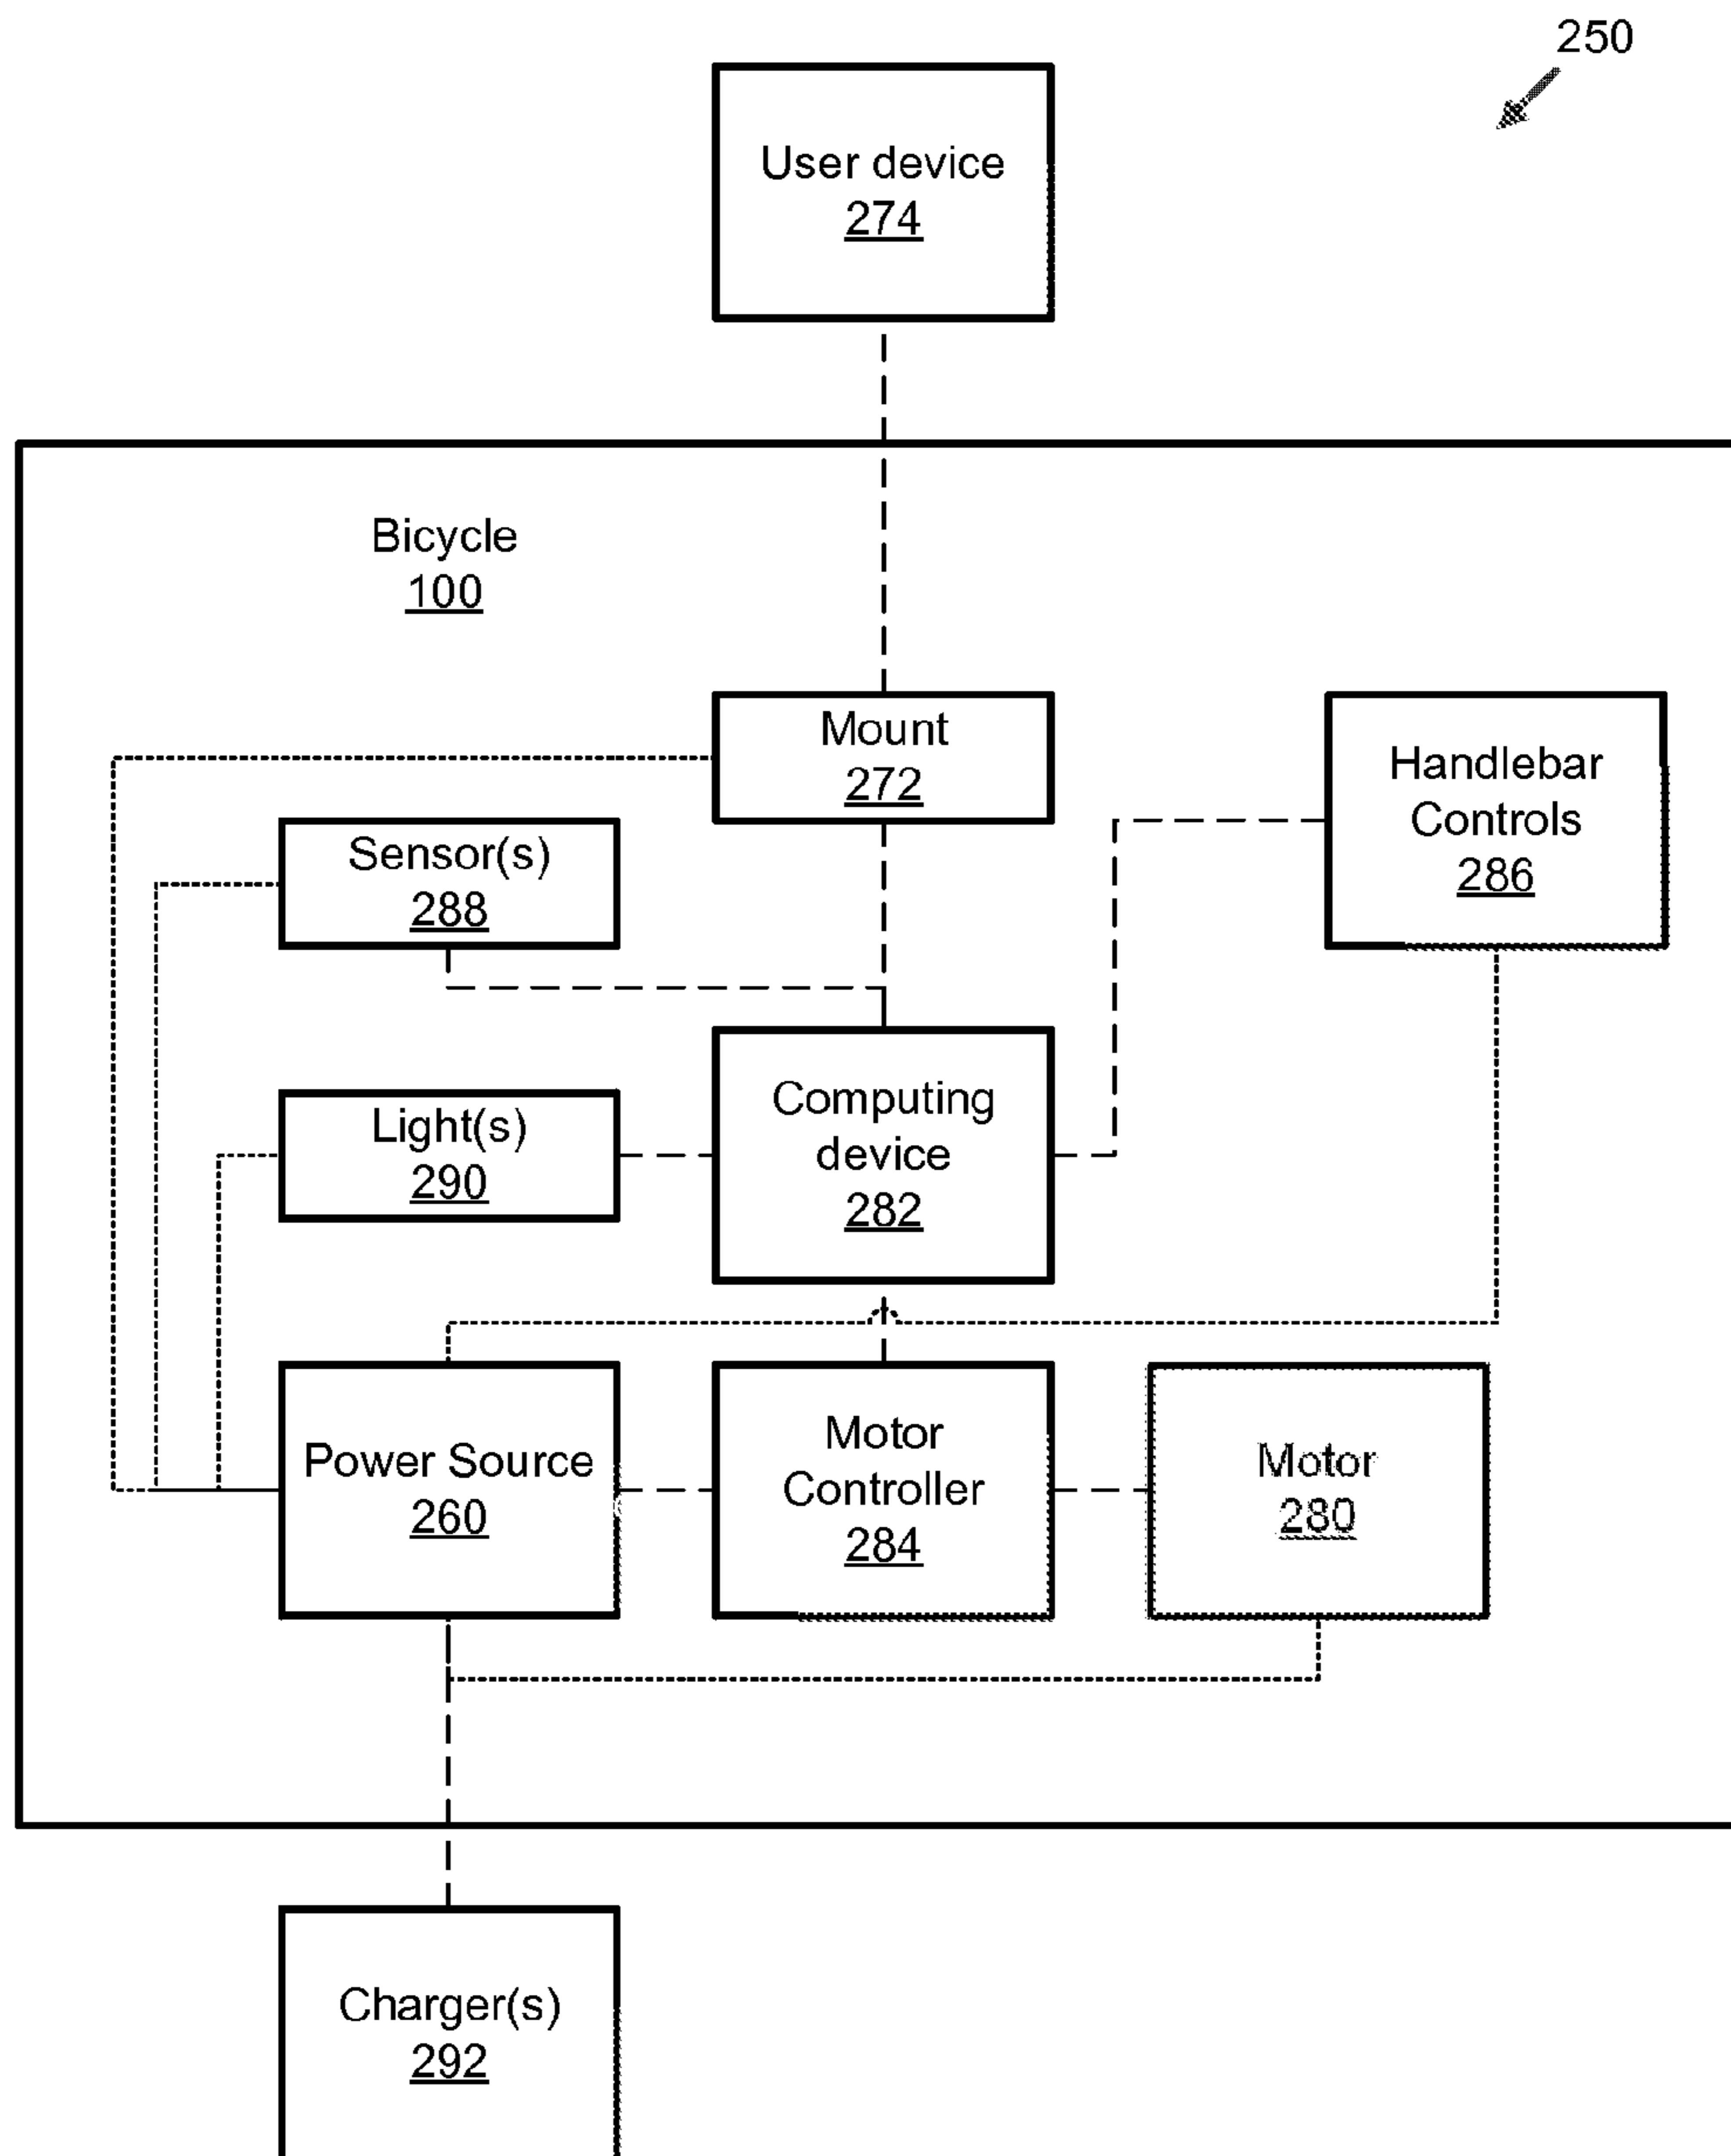 250
User device
274
Bicycle
100
Mount
272
Handlebar
Controls
286
Sensor(s)
288
Computing
device
282
Light(s)
290
Power Source
260
Motor
Controller
284
Motor
280
Charger(s)
292